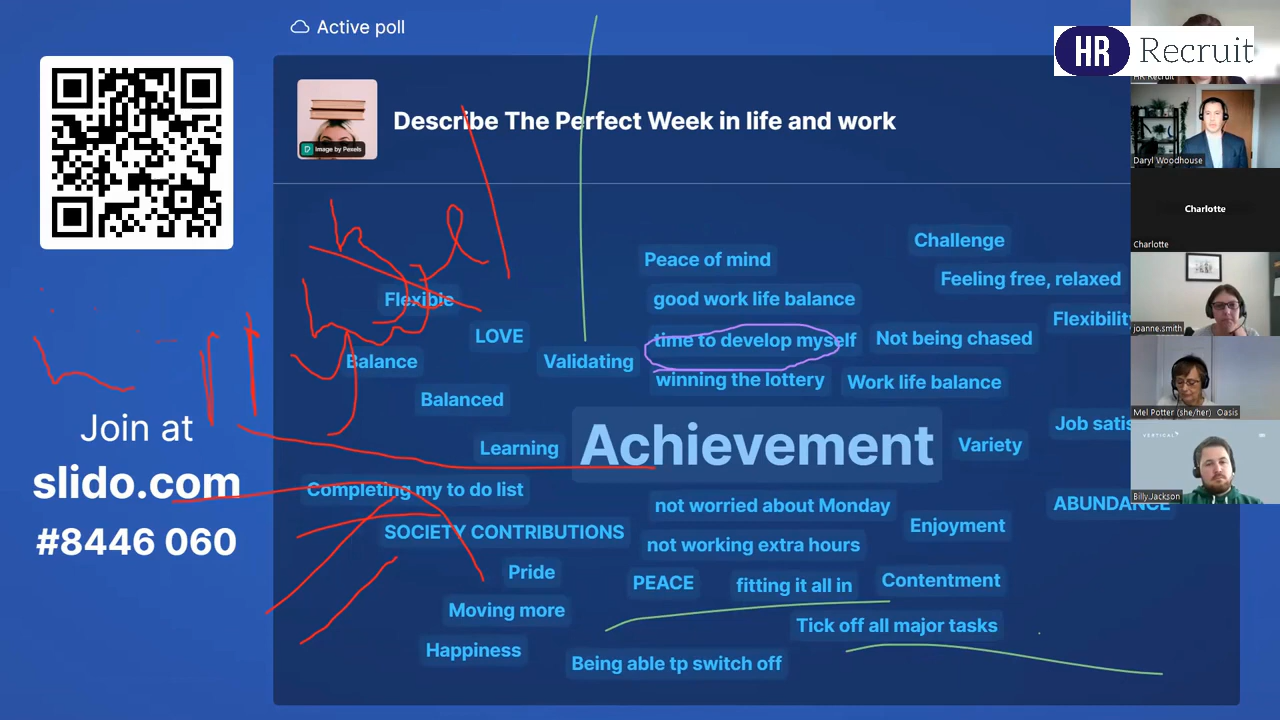 Active poll
HR Recruit
Image by Pexels
Describe The Perfect Week in life and work
HR Recruit
Daryl Woodhouse
Charlotte
Charlotte
joanne.smith
Mel Potter (she/her) Oasis
VERTICAL
Billy.Jackson
Join at
slido.com
#8446 060
Challenge
Peace of mind
Feeling free, relaxed
Flexible
good work life balance
Flexibility
LOVE
time to develop myself
Not being chased
Balance
Validating
winning the lottery
Work life balance
Balanced
Job satis
Learning
Achievement
Variety
Completing my to do list
not worried about Monday
ABUNDANCE
SOCIETY CONTRIBUTIONS
Enjoyment
not working extra hours
Pride
PEACE
fitting it all in
Contentment
Moving more
Tick off all major tasks
Happiness
Being able tp switch off